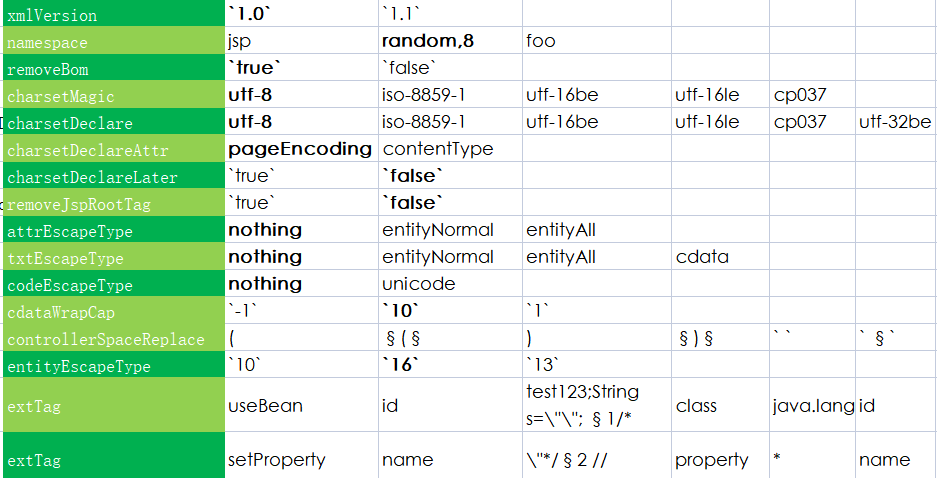 xmlVersion `1.0` `1.1`
namespace jsp random,8 foo
removeBom `true` `false`
charsetMagic utf-8 iso-8859-1 utf-16be utf-16le cp037
charsetDeclare utf-8 iso-8859-1 utf-16be utf-16le cp037 utf-32be
charsetDeclareAttr pageEncoding contentType
charsetDeclareLater `true` `false`
removeJspRootTag `true` `false`
attrEscapeType nothing entityNormal entityAll
txtEscapeType nothing entityNormal entityAll cdata
codeEscapeType nothing unicode
cdataWrapCap `-1` `10` `1`
controllerSpaceReplace ( §(§ ) §)§ ` ` ` §`
entityEscapeType `10` `16` `13`
extTag useBean id test123;String s=\"\"; §1/* class java.lang id
extTag setProperty name \"*/§2 // property * name